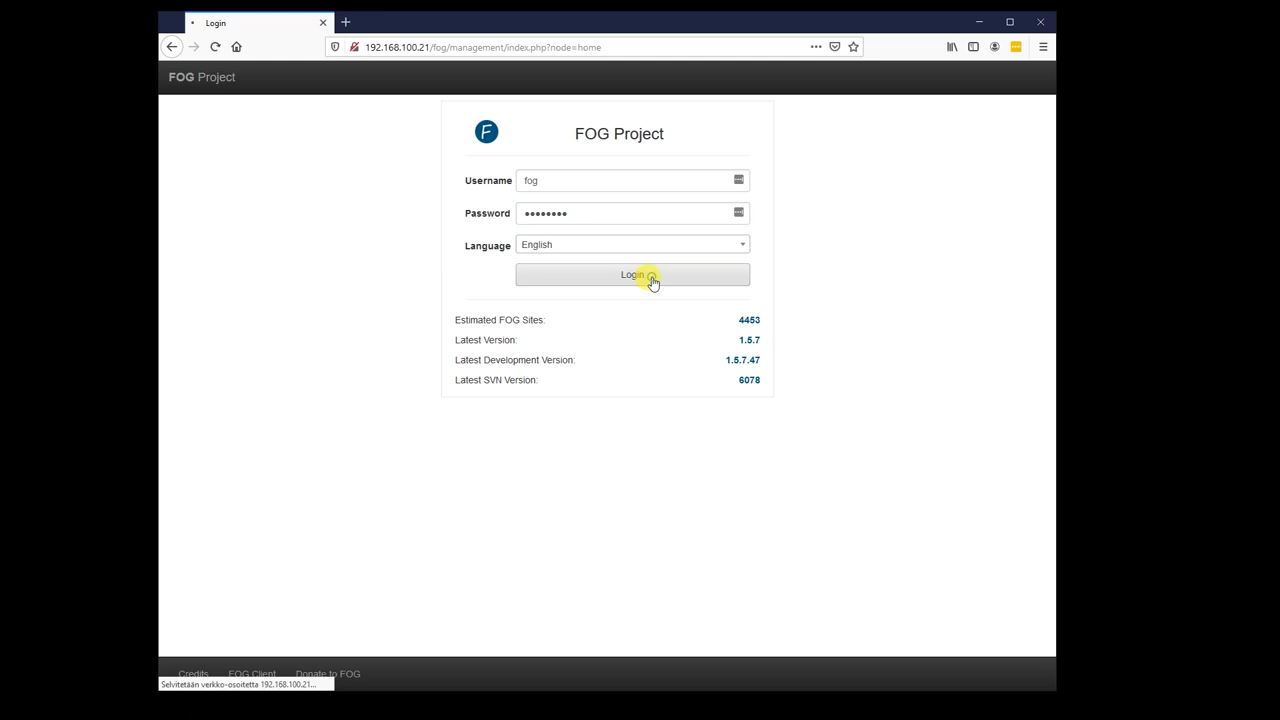 Login
192.168.100.21/fog/management/index.php?node=home
FOG Project
FOG Project
Username fog
Password ••••••••
Language English
Login
Estimated FOG Sites: 4453
Latest Version: 1.5.7
Latest Development Version: 1.5.7.47
Latest SVN Version: 6078
Credits FOG Client Donate to FOG
Selvitetään verkko-osoitetta 192.168.100.21...